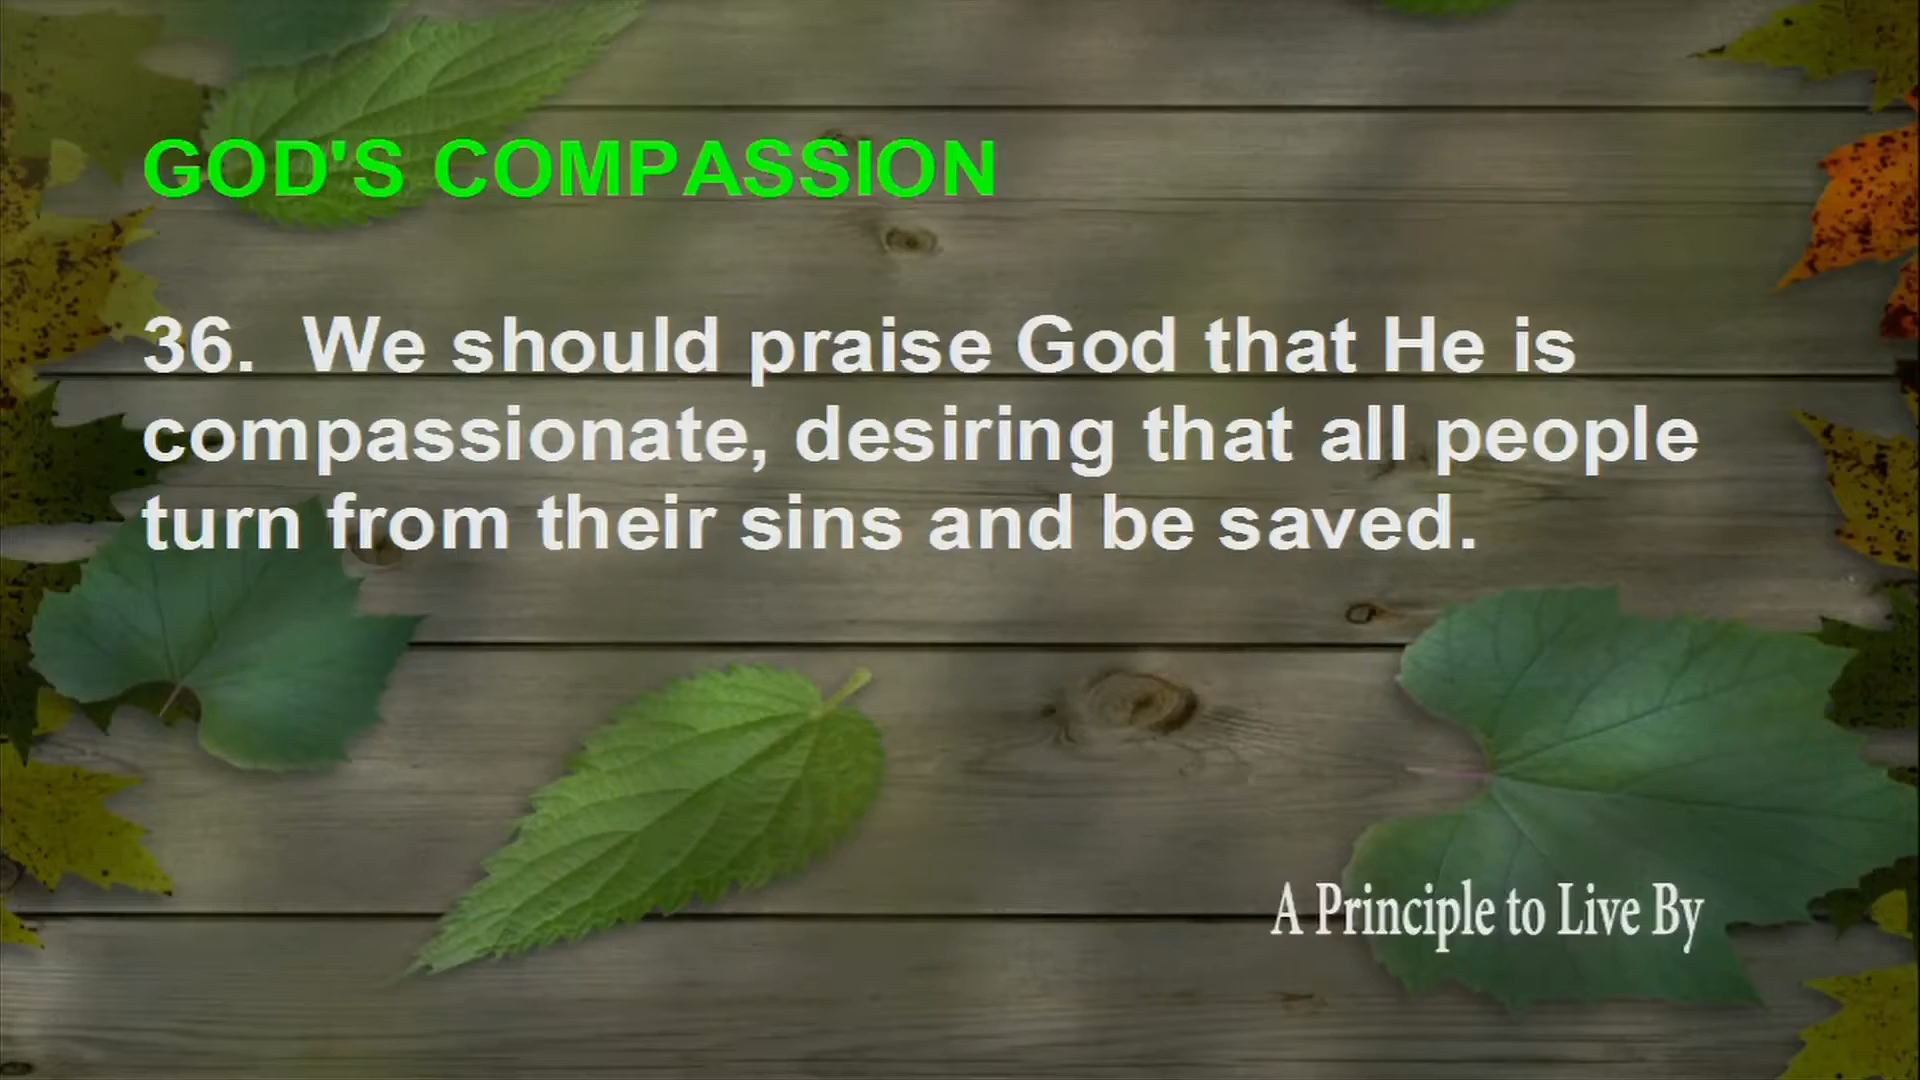 GOD'S COMPASSION
36. We should praise God that He is
compassionate, desiring that all people
turn from their sins and be saved.
A Principle to Live By